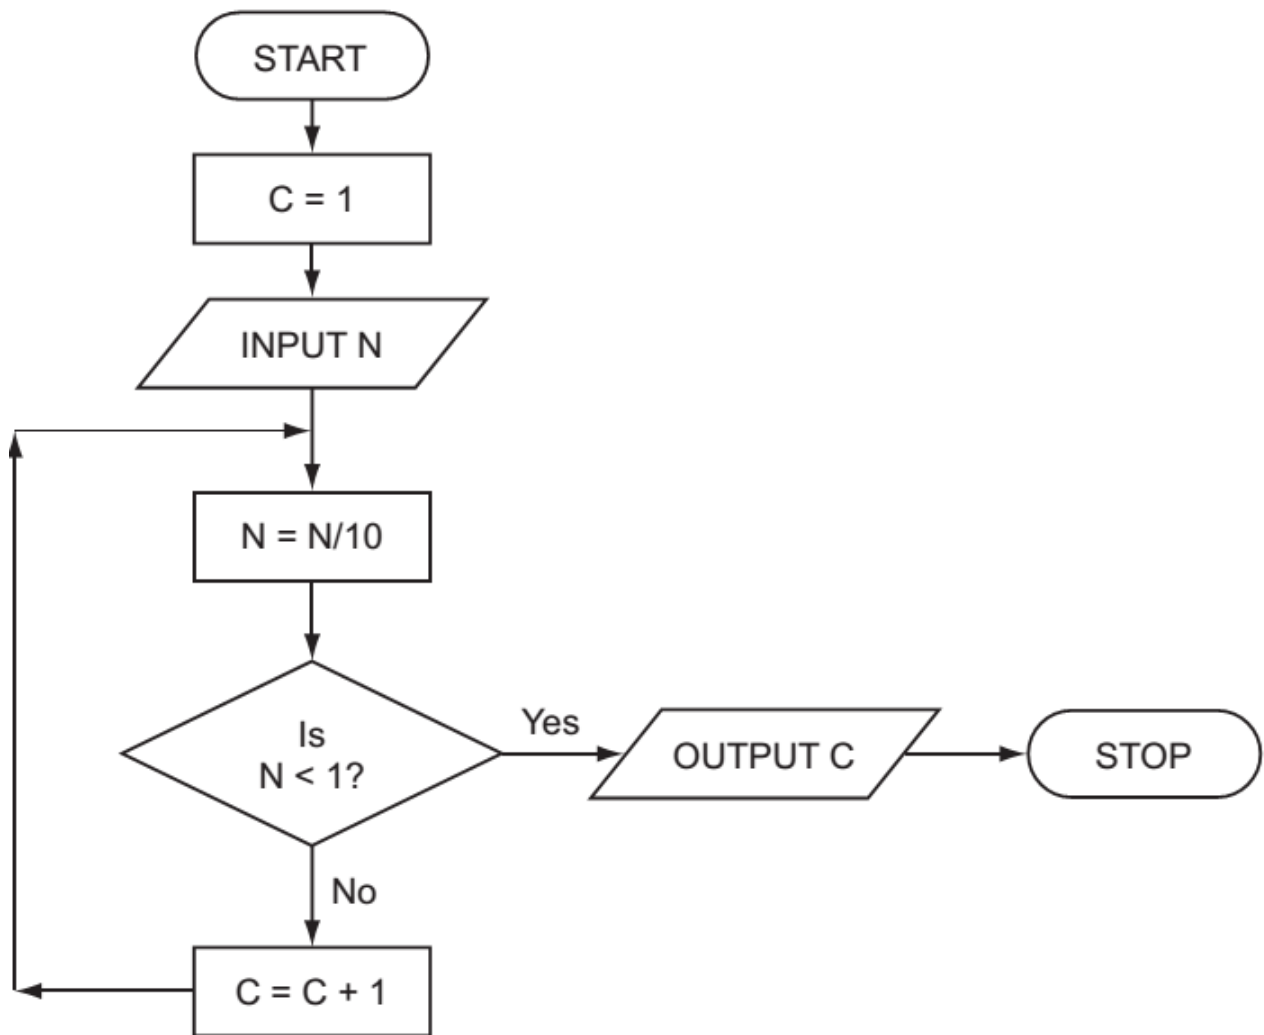 START
C = 1
INPUT N
N = N/10
Is
N < 1?
Yes
OUTPUT C
STOP
No
C = C + 1